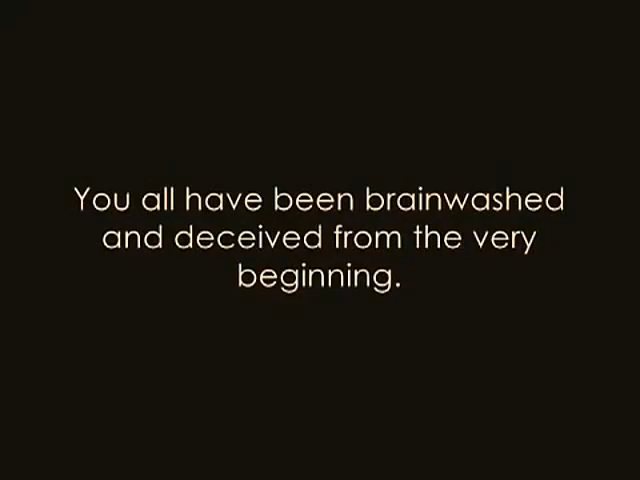 You all have been brainwashed
and deceived from the very
beginning.